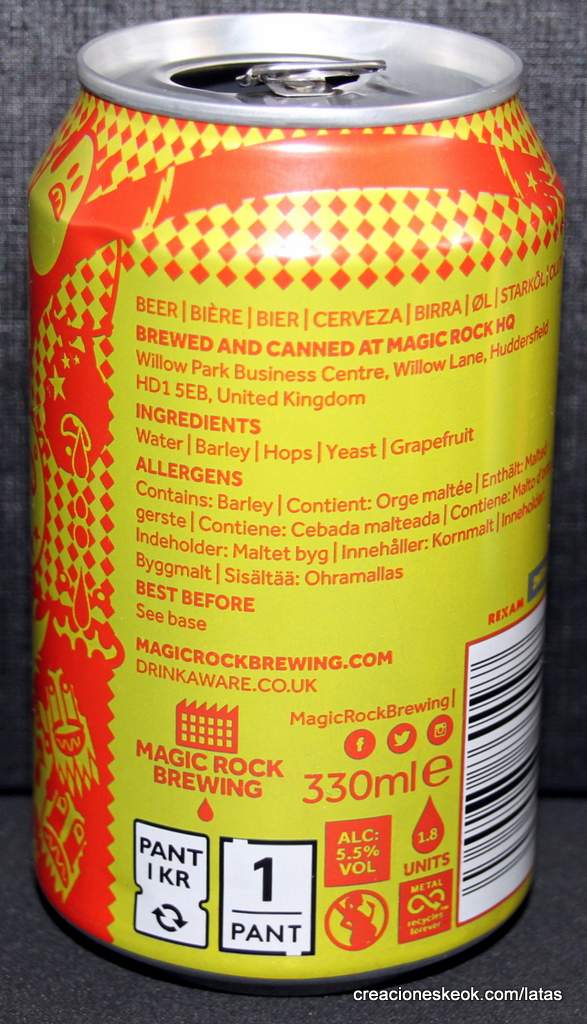 BEER | BIÈRE | BIER | CERVEZA | BIRRA | ØL | STARKÖL |
BREWED AND CANNED AT MAGIC ROCK HQ
Willow Park Business Centre, Willow Lane, Huddersfield
HD1 5EB, United Kingdom
INGREDIENTS
Water | Barley | Hops | Yeast | Grapefruit
ALLERGENS
Contains: Barley | Contient: Orge maltée | Enthält: Malted
gerste | Contiene: Cebada malteada | Contiene: Malto
Indeholder: Maltet byg | Innehåller: Kornmalt | Inneholder:
Byggmalt | Sisältää: Ohramallas
BEST BEFORE
See base
REXAM
MAGICROCKBREWING.COM
DRINKAWARE.CO.UK
MagicRockBrewing|
MAGIC ROCK
BREWING
330ml e
PANT
1 KR
1
PANT
ALC:
5.5%
VOL
1.8
UNITS
METAL
recycles
forever
creacioneskeok.com/latas